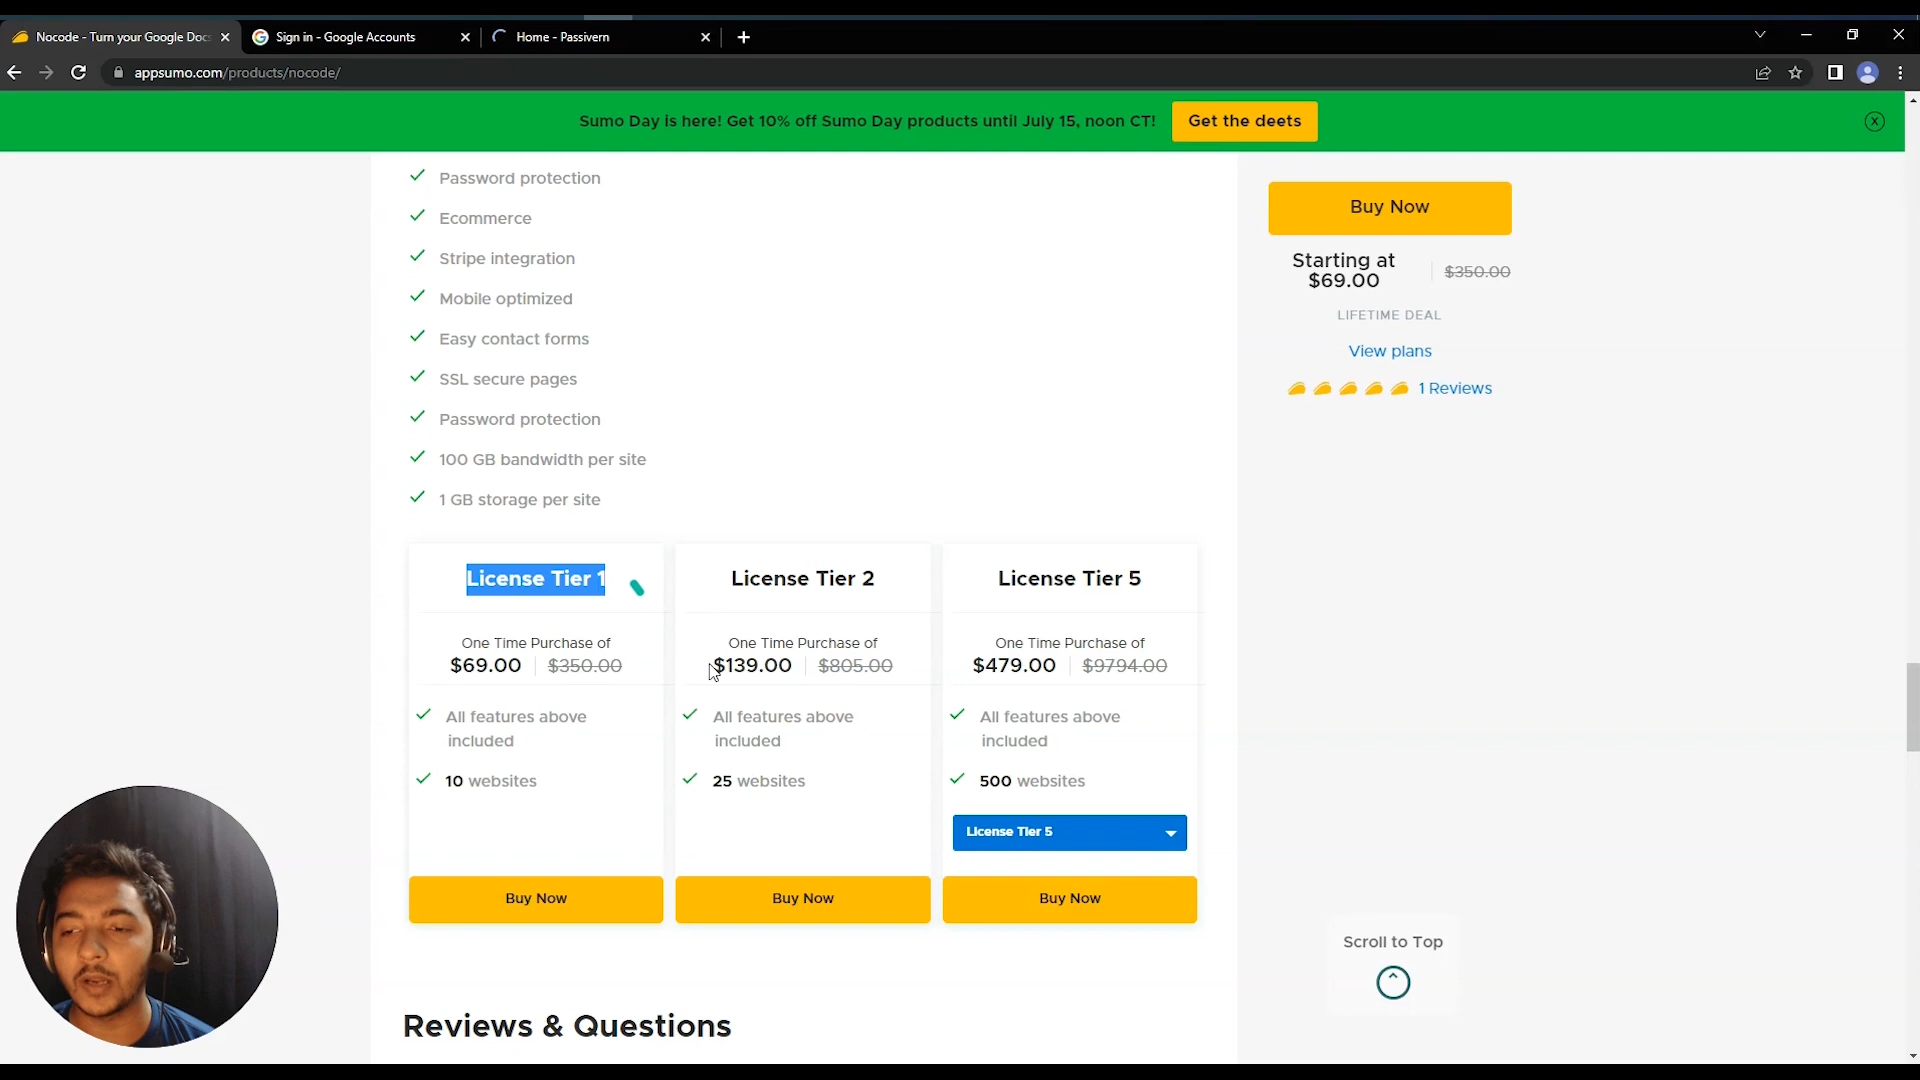 Nocode - Turn your Google Docs
Sign in - Google Accounts
Home - Passivern
appsumo.com/products/nocode/
Sumo Day is here! Get 10% off Sumo Day products until July 15, noon CT!
Get the deets
Password protection
Ecommerce
Stripe integration
Mobile optimized
Easy contact forms
SSL secure pages
Password protection
100 GB bandwidth per site
1 GB storage per site
Buy Now
Starting at
$69.00
$350.00
LIFETIME DEAL
View plans
1 Reviews
License Tier 1
One Time Purchase of
$69.00 $350.00
All features above
included
10 websites
Buy Now
License Tier 2
One Time Purchase of
$139.00 $805.00
All features above
included
25 websites
Buy Now
License Tier 5
One Time Purchase of
$479.00 $9794.00
All features above
included
500 websites
License Tier 5
Buy Now
Scroll to Top
Reviews & Questions